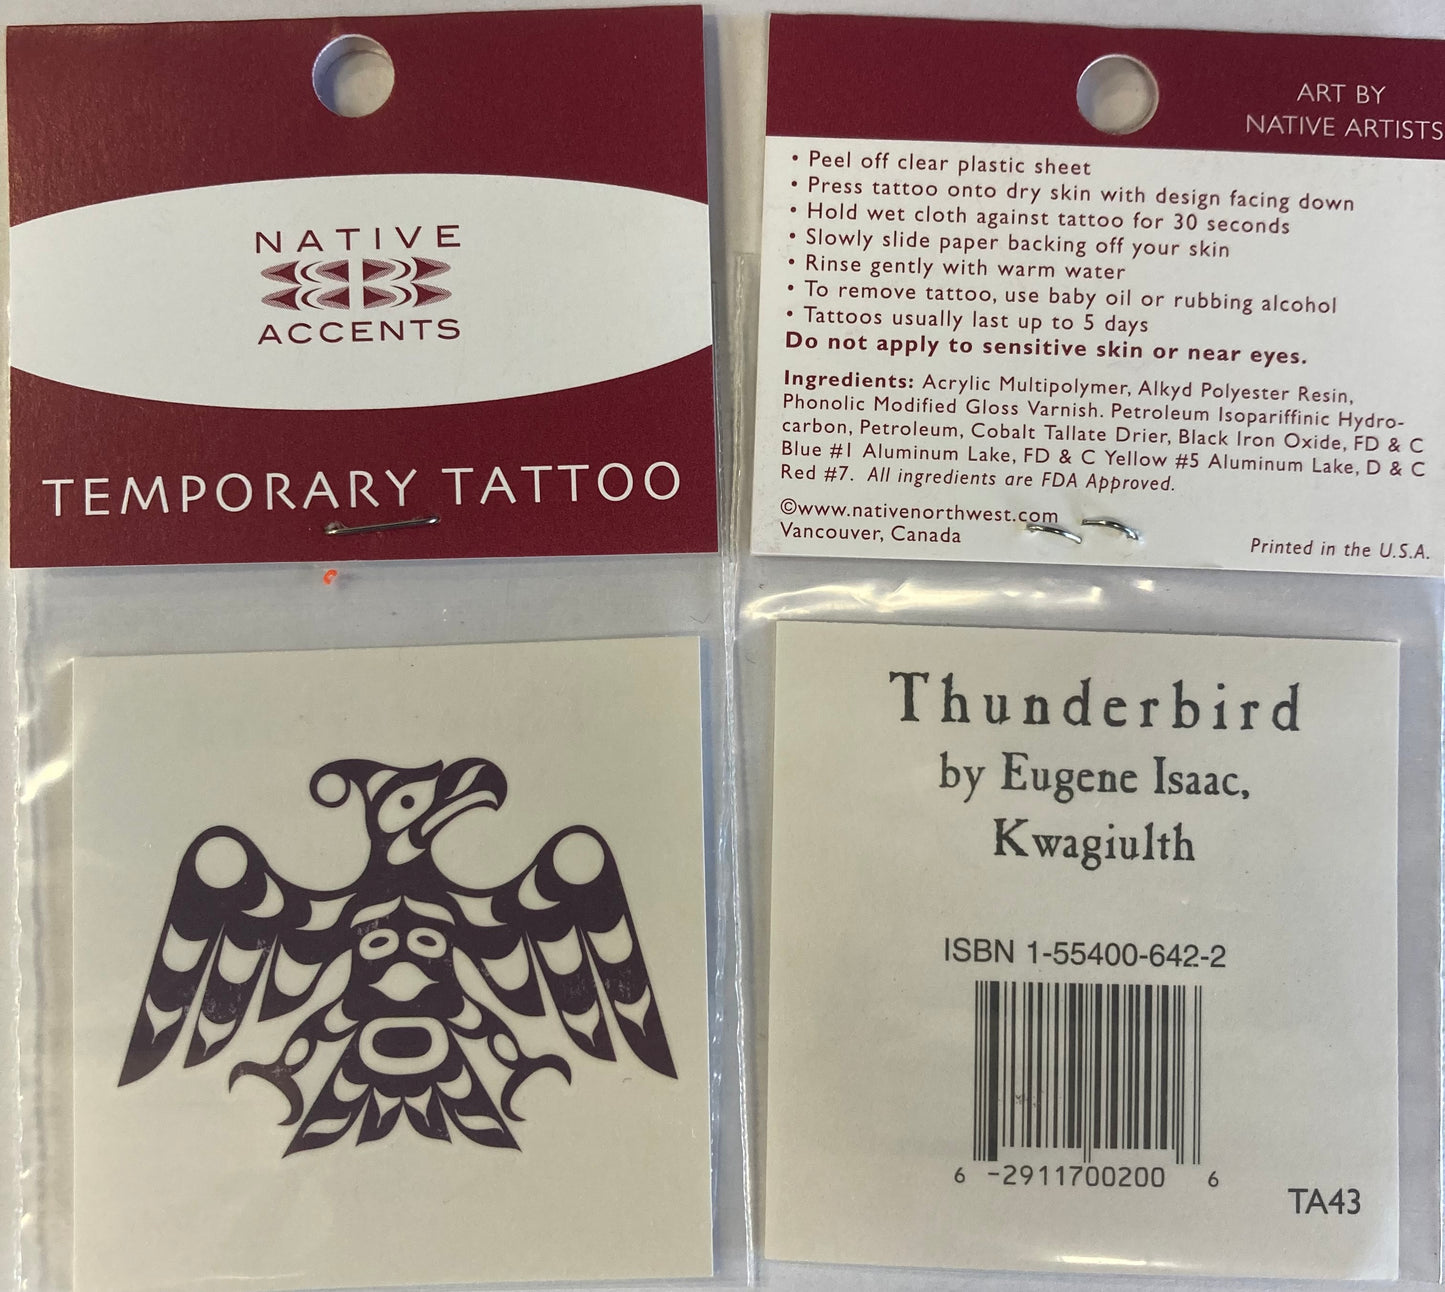 NATIVE
ACCENTS
TEMPORARY TATTOO
ART BY
NATIVE ARTISTS
• Peel off clear plastic sheet
• Press tattoo onto dry skin with design facing down
• Hold wet cloth against tattoo for 30 seconds
• Slowly slide paper backing off your skin
• Rinse gently with warm water
• To remove tattoo, use baby oil or rubbing alcohol
• Tattoos usually last up to 5 days
Do not apply to sensitive skin or near eyes.
Ingredients: Acrylic Multipolymer, Alkyd Polyester Resin,
Phonolic Modified Gloss Varnish. Petroleum Isopariffinic Hydro-
carbon, Petroleum, Cobalt Tallate Drier, Black Iron Oxide, FD & C
Blue #1 Aluminum Lake, FD & C Yellow #5 Aluminum Lake, D & C
Red #7. All ingredients are FDA Approved.
©www.nativenorthwest.com
Vancouver, Canada
Printed in the U.S.A.
Thunderbird
by Eugene Isaac,
Kwagiulth
ISBN 1-55400-642-2
6 -2911700200 6
TA43